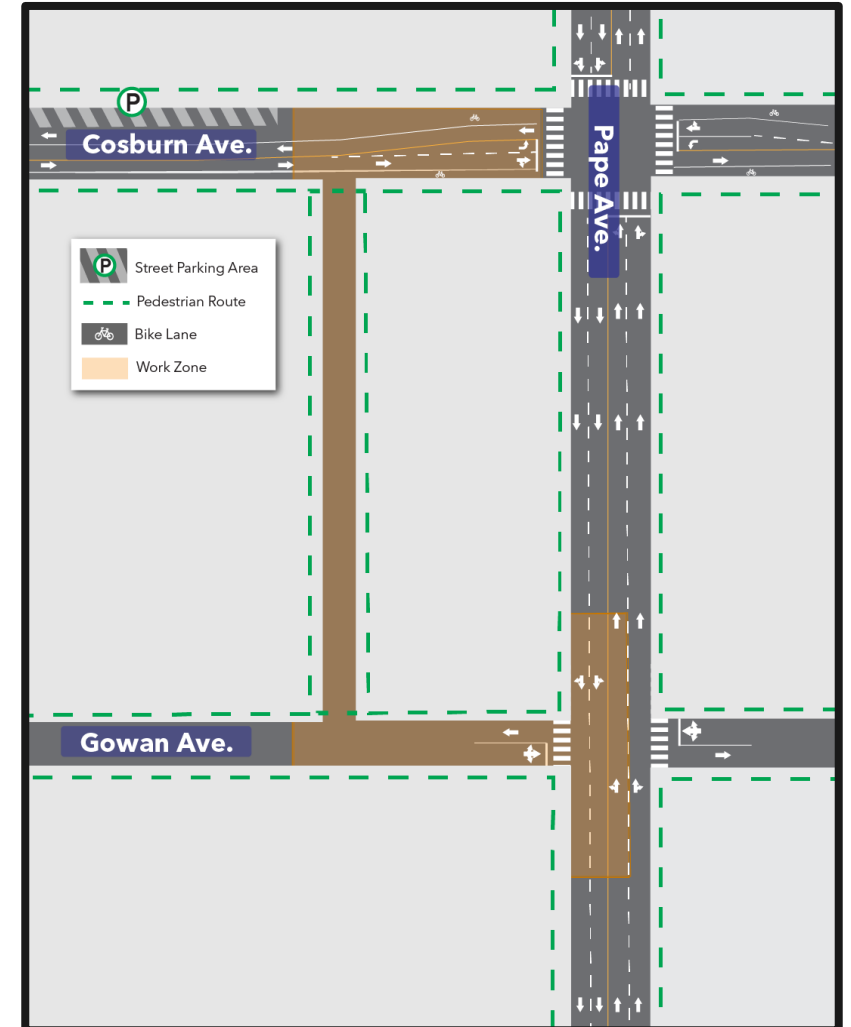 P
Cosburn Ave.
Pape Ave.
P
Street Parking Area
Pedestrian Route
Bike Lane
Work Zone
Gowan Ave.